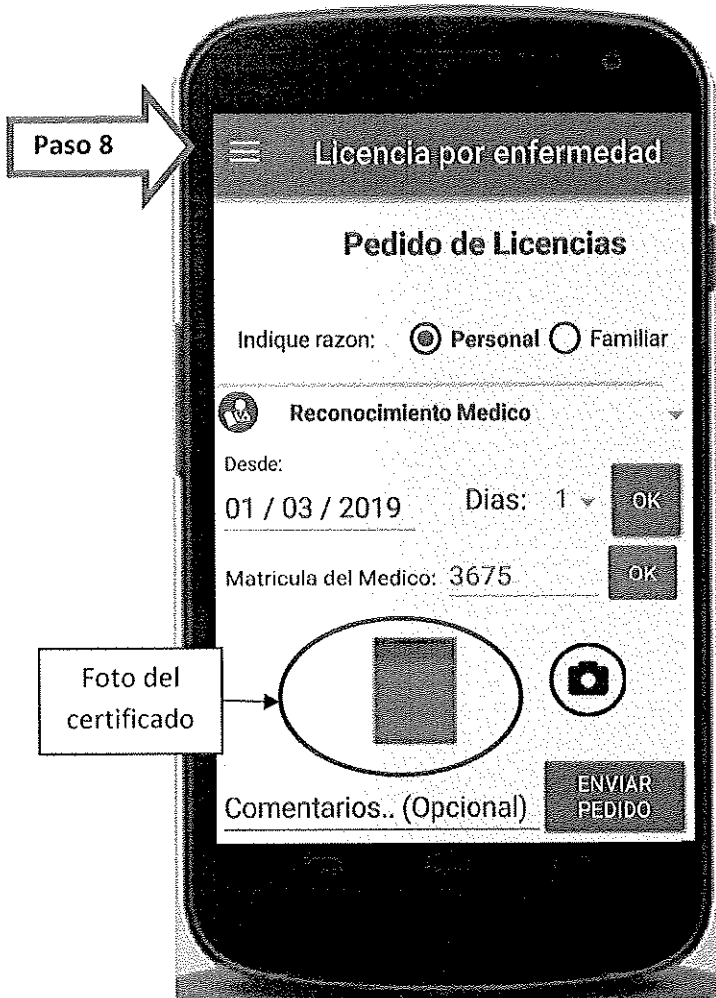 Paso 8
Licencia por enfermedad
Pedido de Licencias
Indique razon: Personal Familiar
Reconocimiento Medico
Desde:
01 / 03 / 2019 Dias: 1 OK
Matricula del Medico: 3675 OK
Foto del
certificado
Comentarios.. (Opcional)
ENVIAR
PEDIDO